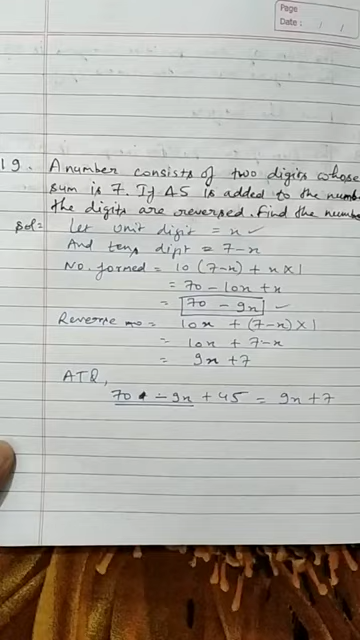 Page
Date : / /
19. A number consists of two digits whose
sum is 7. If 45 is added to the numb
the digits are reversed. Find the numbe
Sol= Let unit digit = x ✓
And tens digit = 7-x
No. formed = 10 (7-x) + x × 1
= 70 - 10x + x
= 70 - 9x ✓
Reverse no = 10x + (7-x) × 1
= 10x + 7-x
= 9x + 7
ATQ,
70 - 9x + 45 = 9x + 7